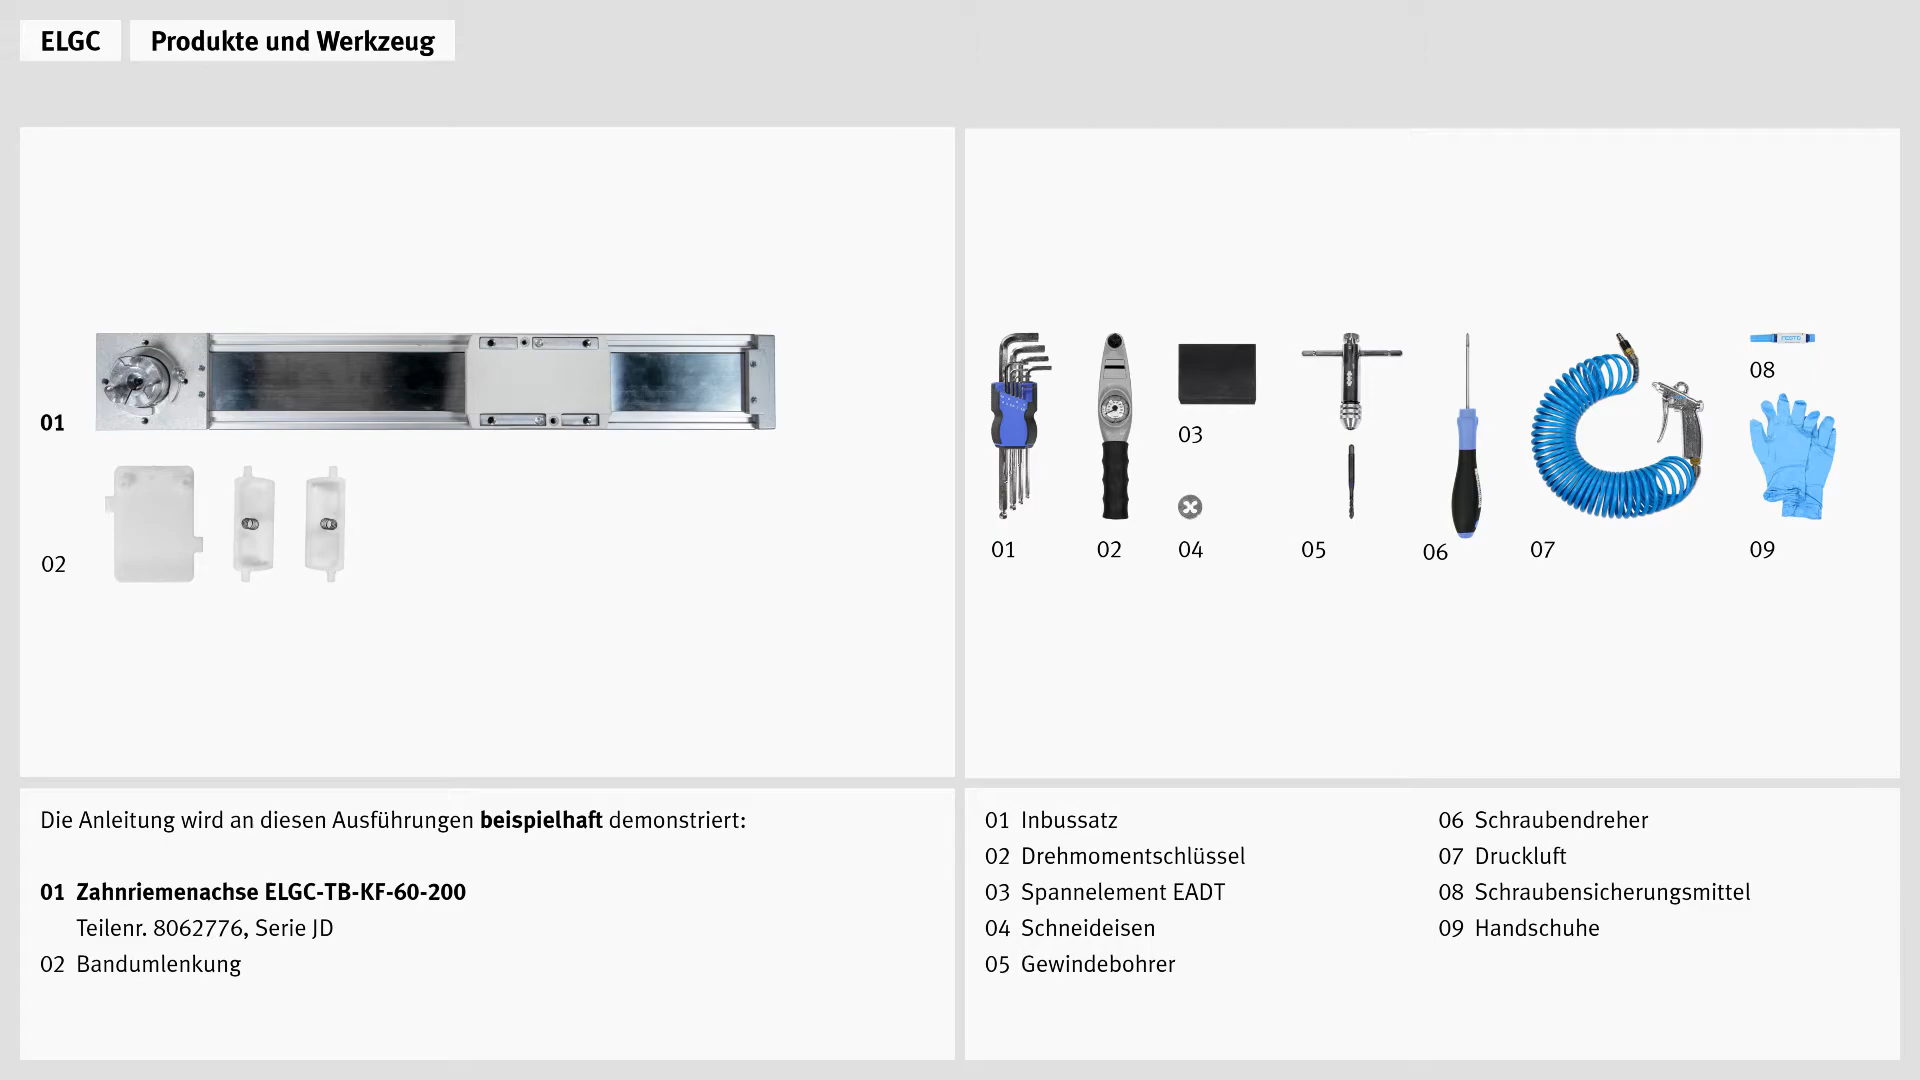 ELGC
Produkte und Werkzeug
01
02
01
02
03
04
05
06
07
08
09
Die Anleitung wird an diesen Ausführungen beispielhaft demonstriert:
01 Zahnriemenachse ELGC-TB-KF-60-200
Teilenr. 8062776, Serie JD
02 Bandumlenkung
01 Inbussatz
02 Drehmomentschlüssel
03 Spannelement EADT
04 Schneideisen
05 Gewindebohrer
06 Schraubendreher
07 Druckluft
08 Schraubensicherungsmittel
09 Handschuhe